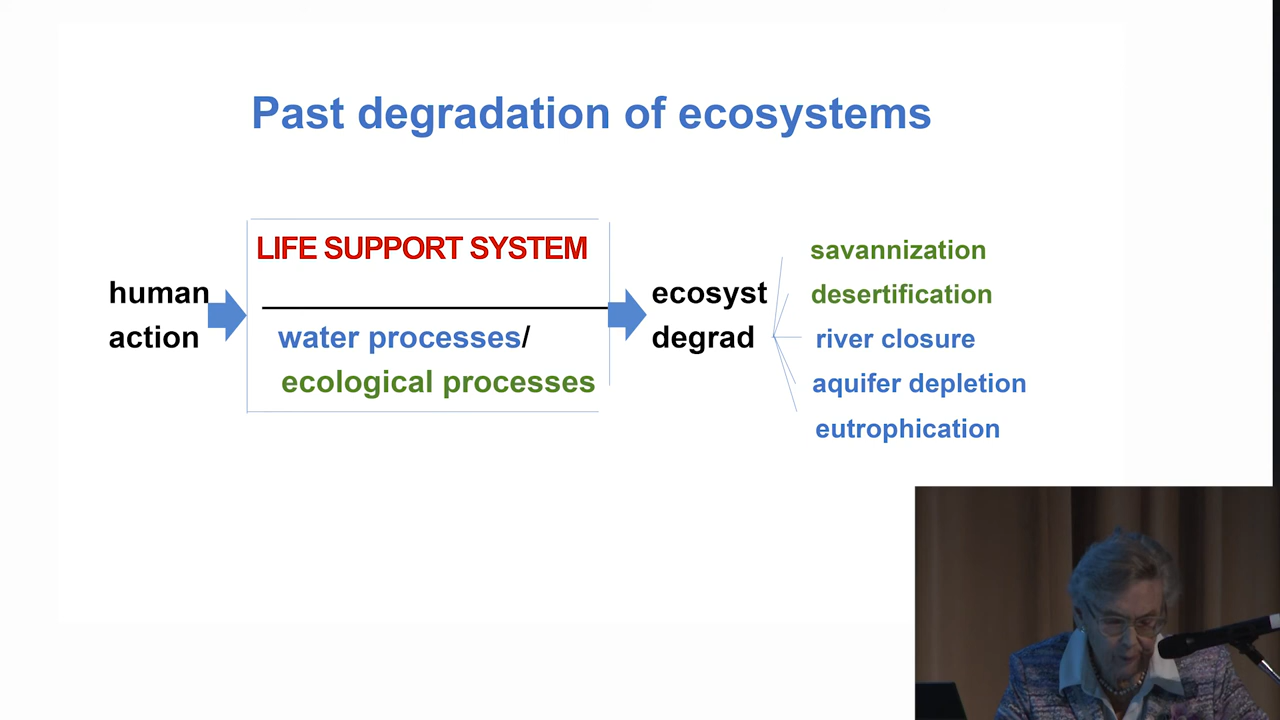 Past degradation of ecosystems
LIFE SUPPORT SYSTEM
human
action
water processes/
ecological processes
ecosyst
degrad
savannization
desertification
river closure
aquifer depletion
eutrophication